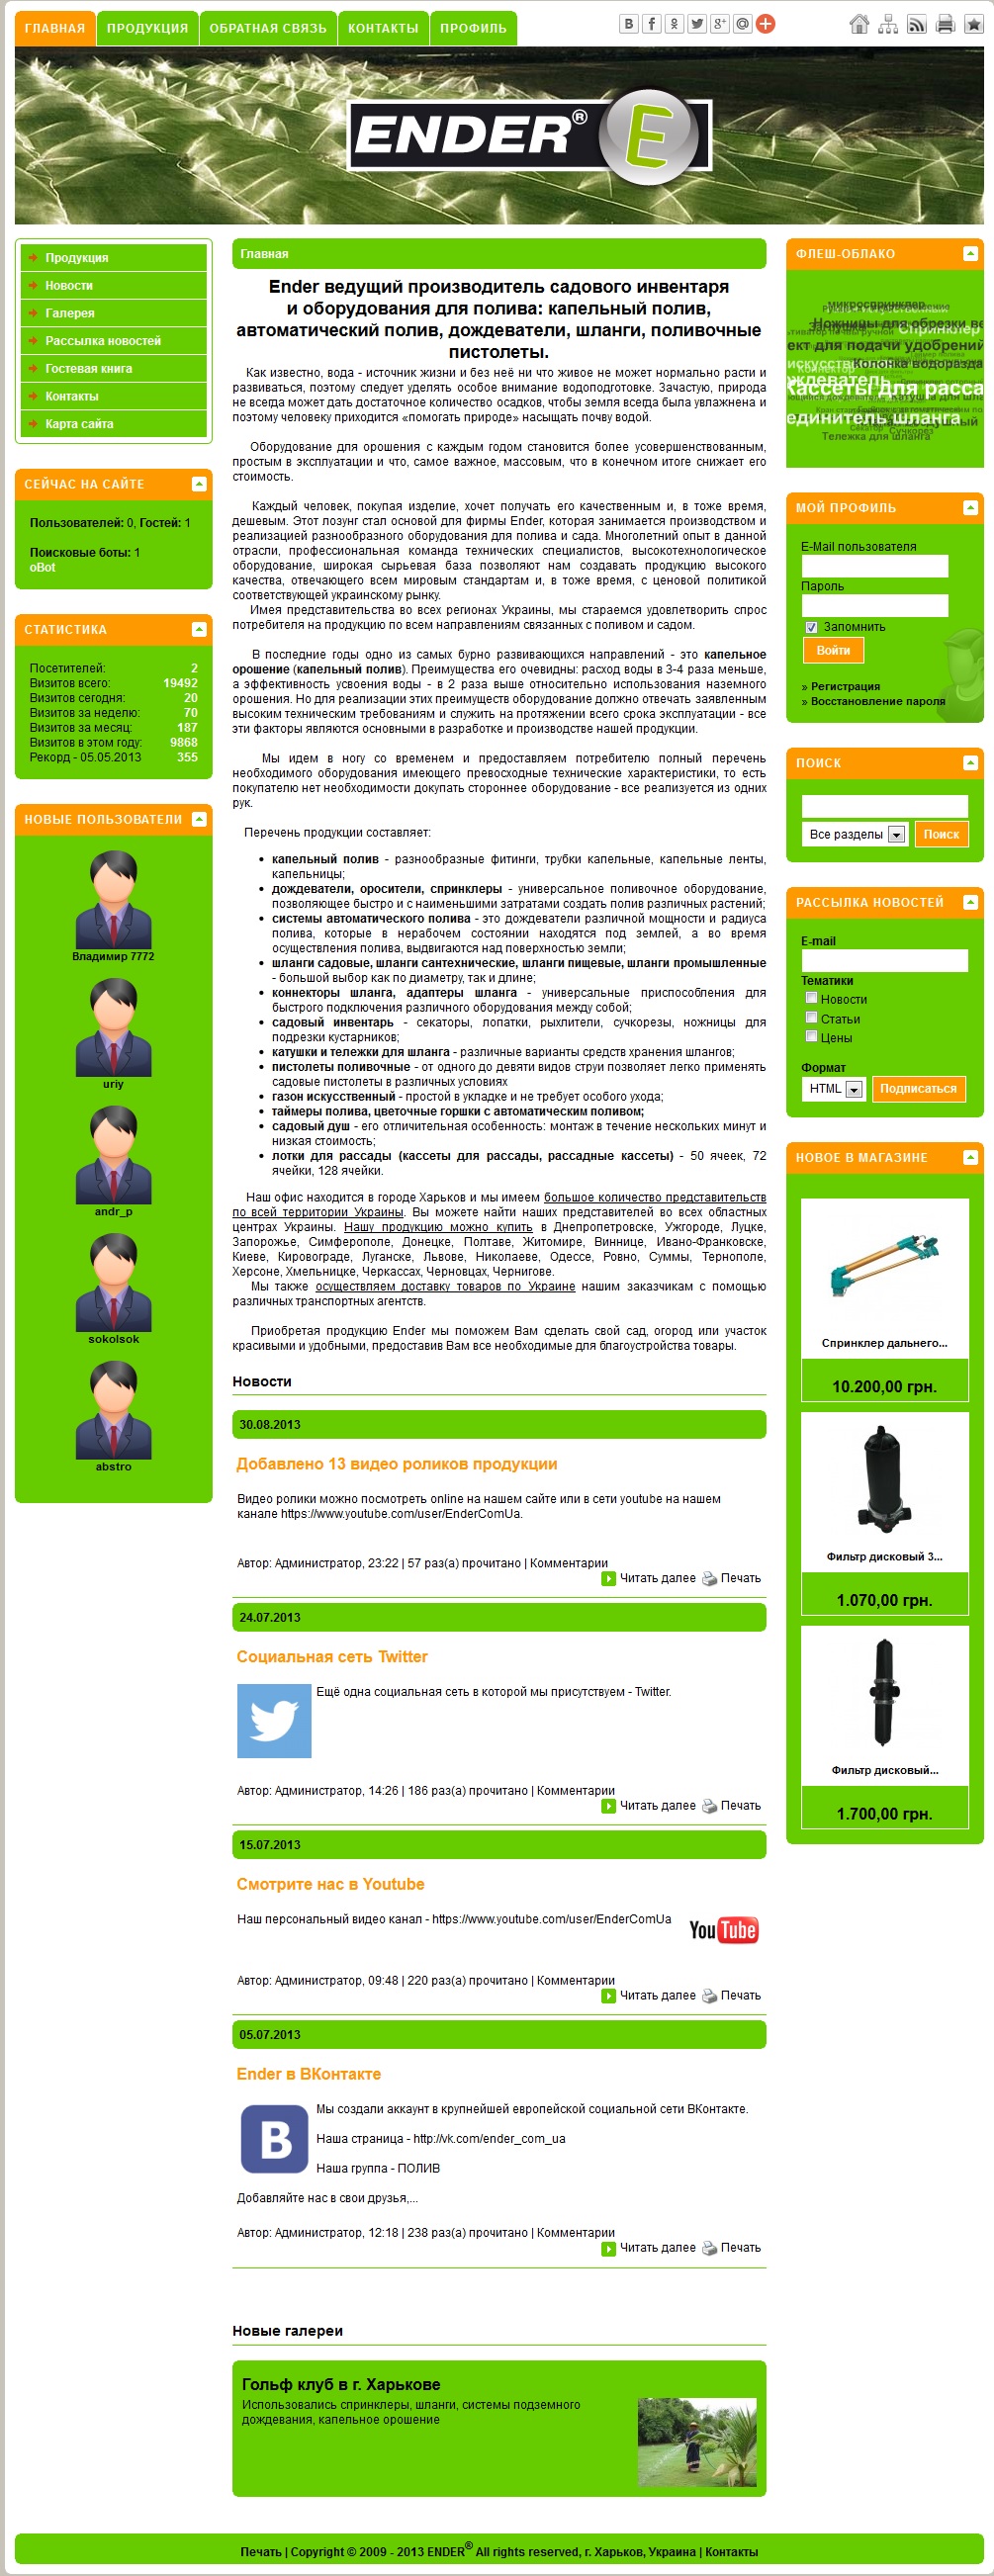 ГЛАВНАЯ
ПРОДУКЦИЯ
ОБРАТНАЯ СВЯЗЬ
КОНТАКТЫ
ПРОФИЛЬ
ENDER® E
Продукция
Новости
Галерея
Рассылка новостей
Гостевая книга
Контакты
Карта сайта
СЕЙЧАС НА САЙТЕ
Пользователей: 0, Гостей: 1
Поисковые боты: 1
oBot
СТАТИСТИКА
Посетителей: 2
Визитов всего: 19492
Визитов сегодня: 20
Визитов за неделю: 70
Визитов за месяц: 187
Визитов в этом году: 9868
Рекорд - 05.05.2013 355
НОВЫЕ ПОЛЬЗОВАТЕЛИ
Владимир 7772
uriy
andr_p
sokolsok
abstro
Главная
Ender ведущий производитель садового инвентаря
и оборудования для полива: капельный полив,
автоматический полив, дождеватели, шланги, поливочные
пистолеты.
Как известно, вода - источник жизни и без неё ни что живое не может нормально расти и
развиваться, поэтому следует уделять особое внимание водоподготовке. Зачастую, природа
не всегда может дать достаточное количество осадков, чтобы земля всегда была увлажнена и
поэтому человеку приходится «помогать природе» насыщать почву водой.
Оборудование для орошения с каждым годом становится более усовершенствованным,
простым в эксплуатации и что, самое важное, массовым, что в конечном итоге снижает его
стоимость.
Каждый человек, покупая изделие, хочет получать его качественным и, в тоже время,
дешевым. Этот лозунг стал основой для фирмы Ender, которая занимается производством и
реализацией разнообразного оборудования для полива и сада. Многолетний опыт в данной
отрасли, профессиональная команда технических специалистов, высокотехнологическое
оборудование, широкая сырьевая база позволяют нам создавать продукцию высокого
качества, отвечающего всем мировым стандартам и, в тоже время, с ценовой политикой
соответствующей украинскому рынку.
Имея представительства во всех регионах Украины, мы стараемся удовлетворить спрос
потребителя на продукцию по всем направлениям связанных с поливом и садом.
В последние годы одно из самых бурно развивающихся направлений - это капельное
орошение (капельный полив). Преимущества его очевидны: расход воды в 3-4 раза меньше,
а эффективность усвоения воды - в 2 раза выше относительно использования наземного
орошения. Но для реализации этих преимуществ оборудование должно отвечать заявленным
высоким техническим требованиям и служить на протяжении всего срока эксплуатации - все
эти факторы являются основными в разработке и производстве нашей продукции.
Мы идем в ногу со временем и предоставляем потребителю полный перечень
необходимого оборудования имеющего превосходные технические характеристики, то есть
покупателю нет необходимости докупать стороннее оборудование - все реализуется из одних
рук.
Перечень продукции составляет:
• капельный полив - разнообразные фитинги, трубки капельные, капельные ленты,
капельницы;
• дождеватели, оросители, спринклеры - универсальное поливочное оборудование,
позволяющее быстро и с наименьшими затратами создать полив различных растений;
• системы автоматического полива - это дождеватели различной мощности и радиуса
полива, которые в нерабочем состоянии находятся под землей, а во время
осуществления полива, выдвигаются над поверхностью земли;
• шланги садовые, шланги сантехнические, шланги пищевые, шланги промышленные
- большой выбор как по диаметру, так и длине;
• коннекторы шланга, адаптеры шланга - универсальные приспособления для
быстрого подключения различного оборудования между собой;
• садовый инвентарь - секаторы, лопатки, рыхлители, сучкорезы, ножницы для
подрезки кустарников;
• катушки и тележки для шланга - различные варианты средств хранения шлангов;
• пистолеты поливочные - от одного до девяти видов струи позволяет легко применять
садовые пистолеты в различных условиях
• газон искусственный - простой в укладке и не требует особого ухода;
• таймеры полива, цветочные горшки с автоматическим поливом;
• садовый душ - его отличительная особенность: монтаж в течение нескольких минут и
низкая стоимость;
• лотки для рассады (кассеты для рассады, рассадные кассеты) - 50 ячеек, 72
ячейки, 128 ячейки.
Наш офис находится в городе Харьков и мы имеем большое количество представительств
по всей территории Украины. Вы можете найти наших представителей во всех областных
центрах Украины. Нашу продукцию можно купить в Днепропетровске, Ужгороде, Луцке,
Запорожье, Симферополе, Донецке, Полтаве, Житомире, Виннице, Ивано-Франковске,
Киеве, Кировограде, Луганске, Львове, Николаеве, Одессе, Ровно, Суммы, Тернополе,
Херсоне, Хмельницке, Черкассах, Черновцах, Чернигове.
Мы также осуществляем доставку товаров по Украине нашим заказчикам с помощью
различных транспортных агентств.
Приобретая продукцию Ender мы поможем Вам сделать свой сад, огород или участок
красивыми и удобными, предоставив Вам все необходимые для благоустройства товары.
Новости
30.08.2013
Добавлено 13 видео роликов продукции
Видео ролики можно посмотреть online на нашем сайте или в сети youtube на нашем
канале https://www.youtube.com/user/EnderComUa.
Автор: Администратор, 23:22 | 57 раз(а) прочитано | Комментарии
Читать далее Печать
24.07.2013
Социальная сеть Twitter
Ещё одна социальная сеть в которой мы присутствуем - Twitter.
Автор: Администратор, 14:26 | 186 раз(а) прочитано | Комментарии
Читать далее Печать
15.07.2013
Смотрите нас в Youtube
Наш персональный видео канал - https://www.youtube.com/user/EnderComUa
YouTube
Автор: Администратор, 09:48 | 220 раз(а) прочитано | Комментарии
Читать далее Печать
05.07.2013
Ender в ВКонтакте
В
Мы создали аккаунт в крупнейшей европейской социальной сети ВКонтакте.
Наша страница - http://vk.com/ender_com_ua
Наша группа - ПОЛИВ
Добавляйте нас в свои друзья,...
Автор: Администратор, 12:18 | 238 раз(а) прочитано | Комментарии
Читать далее Печать
Новые галереи
Гольф клуб в г. Харькове
Использовались спринклеры, шланги, системы подземного
дождевания, капельное орошение
ФЛЕШ-ОБЛАКО
микроспринклер
Ножницы для обрезки ве
Спринклер
ект для подачи удобрений
искусств
Колонка водоразда
Коннектор
ждеватель
Кассеты для расса
единитель шланга
Тележка для шланга
Сучкорез
МОЙ ПРОФИЛЬ
E-Mail пользователя
Пароль
Запомнить
Войти
» Регистрация
» Восстановление пароля
ПОИСК
Все разделы
Поиск
РАССЫЛКА НОВОСТЕЙ
E-mail
Тематики
Новости
Статьи
Цены
Формат
HTML
Подписаться
НОВОЕ В МАГАЗИНЕ
Спринклер дальнего...
10.200,00 грн.
Фильтр дисковый 3...
1.070,00 грн.
Фильтр дисковый...
1.700,00 грн.
Печать | Copyright © 2009 - 2013 ENDER® All rights reserved, г. Харьков, Украина | Контакты